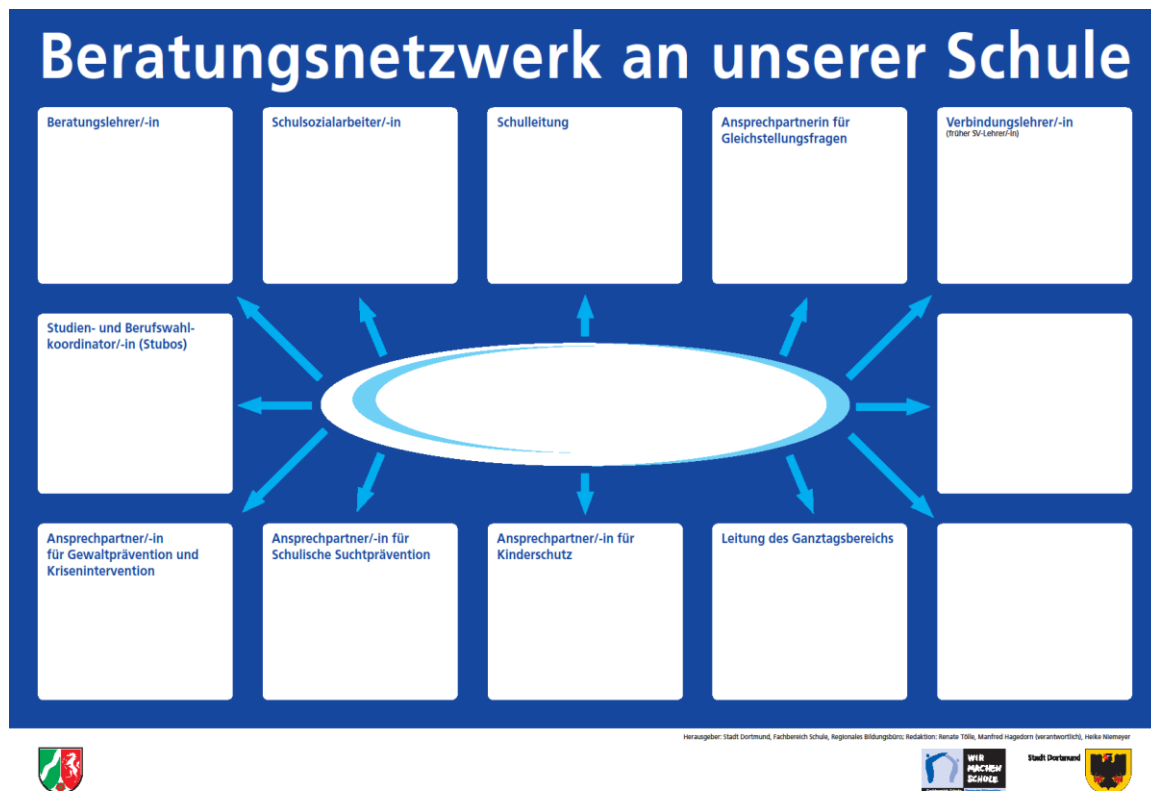 Beratungsnetzwerk an unserer Schule
Beratungslehrer/-in
Schulsozialarbeiter/-in
Schulleitung
Ansprechpartnerin für
Gleichstellungsfragen
Verbindungslehrer/-in
(früher SV-Lehrer/-in)
Studien- und Berufswahl-
koordinator/-in (Stubos)
Ansprechpartner/-in
für Gewaltprävention und
Krisenintervention
Ansprechpartner/-in für
Schulische Suchtprävention
Ansprechpartner/-in für
Kinderschutz
Leitung des Ganztagsbereichs
Herausgeber: Stadt Dortmund, Fachbereich Schule, Regionales Bildungsbüro; Redaktion: Renate Tölle, Manfred Hagedorn (verantwortlich), Heike Niemeyer
WIR
MACHEN
SCHULE
Stadt Dortmund